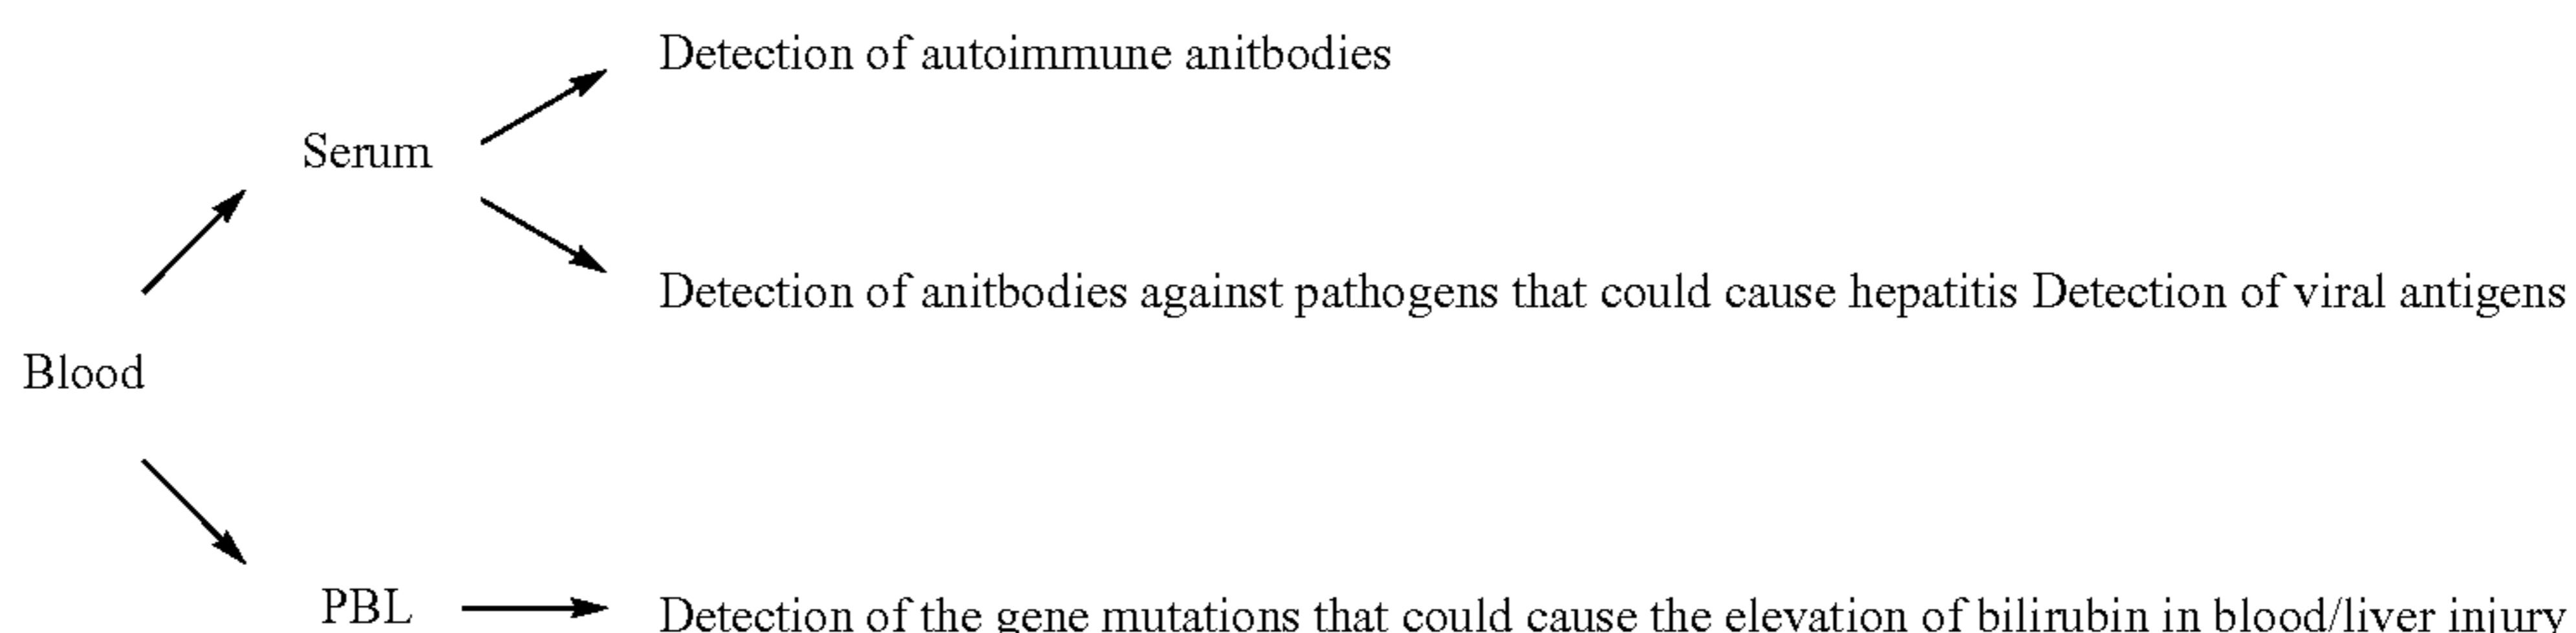 Detection of autoimmune anitbodies
Serum
Detection of anitbodies against pathogens that could cause hepatitis Detection of viral antigens
Blood
PBL
Detection of the gene mutations that could cause the elevation of bilirubin in blood/liver injury